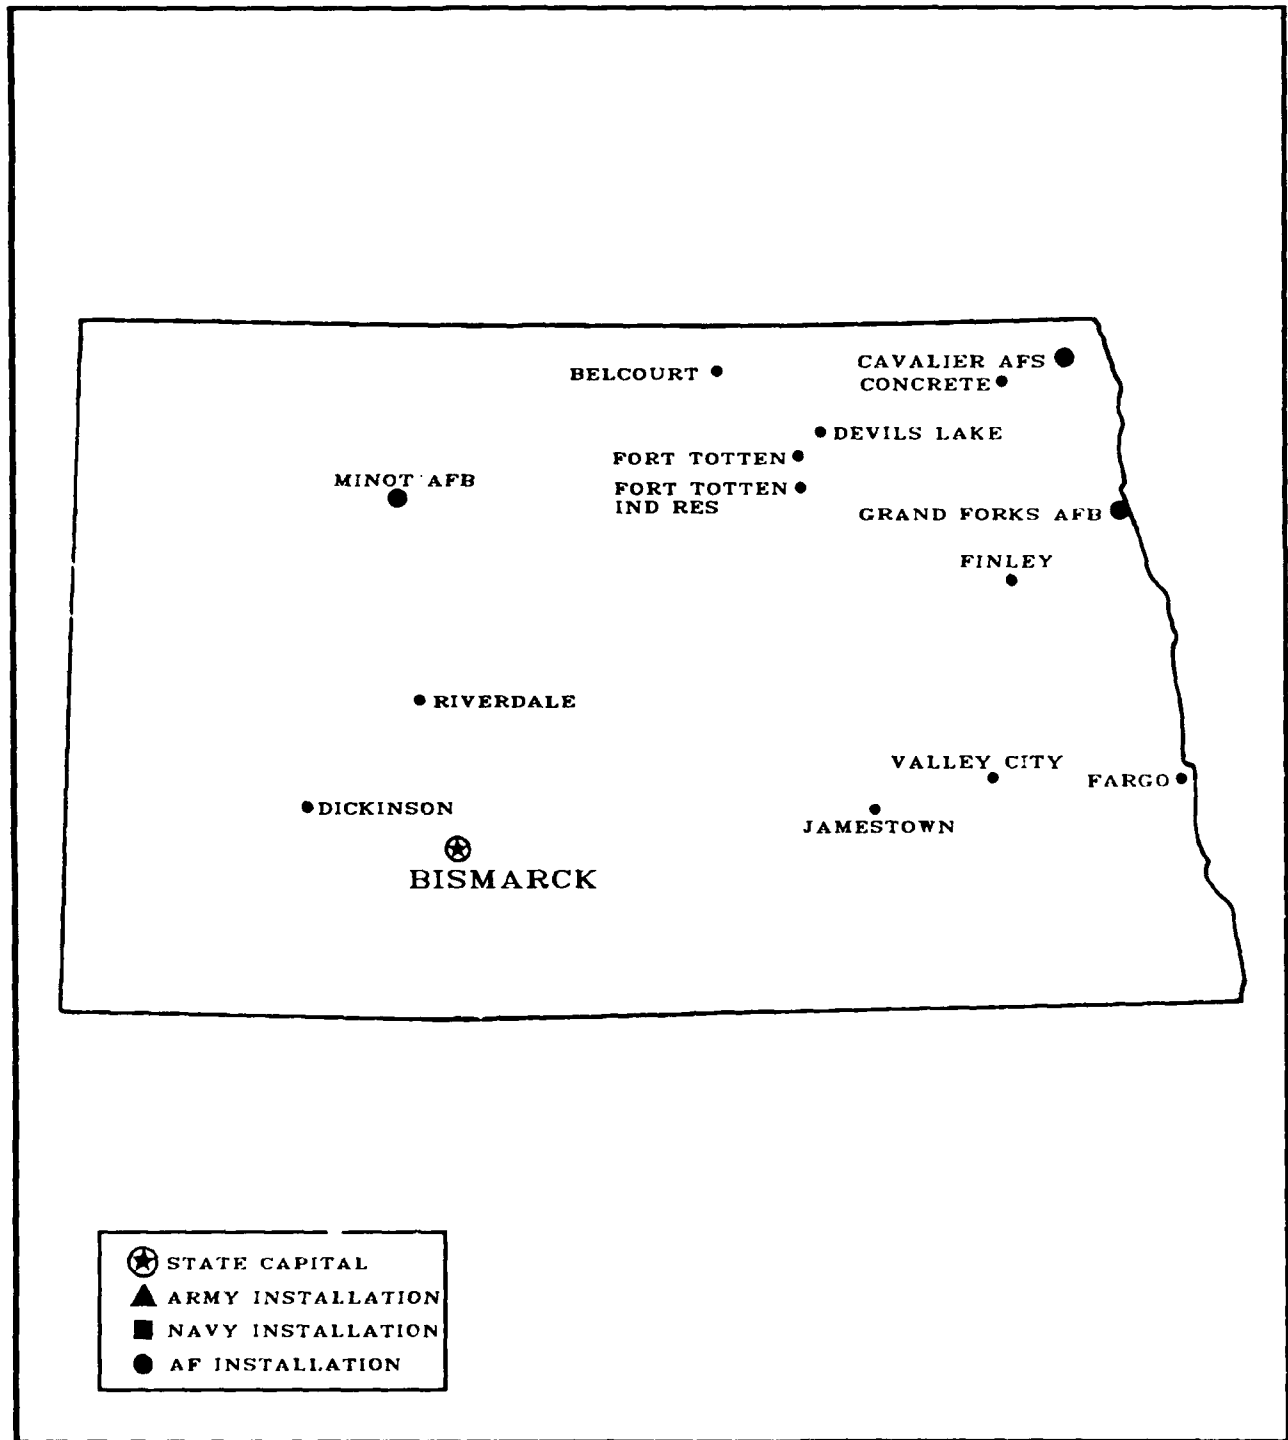 CAVALIER AFS
BELCOURT
CONCRETE
DEVILS LAKE
FORT TOTTEN
MINOT AFB
FORT TOTTEN
IND RES
GRAND FORKS AFB
FINLEY
RIVERDALE
VALLEY CITY
FARGO
DICKINSON
JAMESTOWN
BISMARCK
STATE CAPITAL
ARMY INSTALLATION
NAVY INSTALLATION
AF INSTALLATION